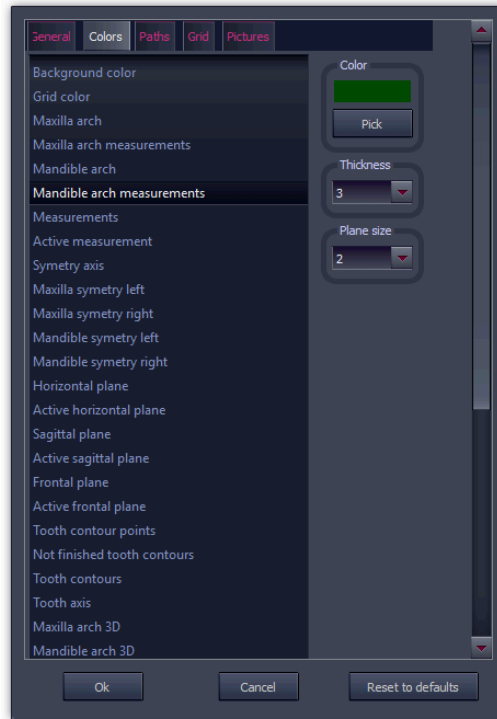 General Colors Paths Grid Pictures
Background color
Grid color
Maxilla arch
Maxilla arch measurements
Mandible arch
Mandible arch measurements
Measurements
Active measurement
Symetry axis
Maxilla symetry left
Maxilla symetry right
Mandible symetry left
Mandible symetry right
Horizontal plane
Active horizontal plane
Sagittal plane
Active sagittal plane
Frontal plane
Active frontal plane
Tooth contour points
Not finished tooth contours
Tooth contours
Tooth axis
Maxilla arch 3D
Mandible arch 3D
Color
Pick
Thickness
3
Plane size
2
Ok Cancel Reset to defaults